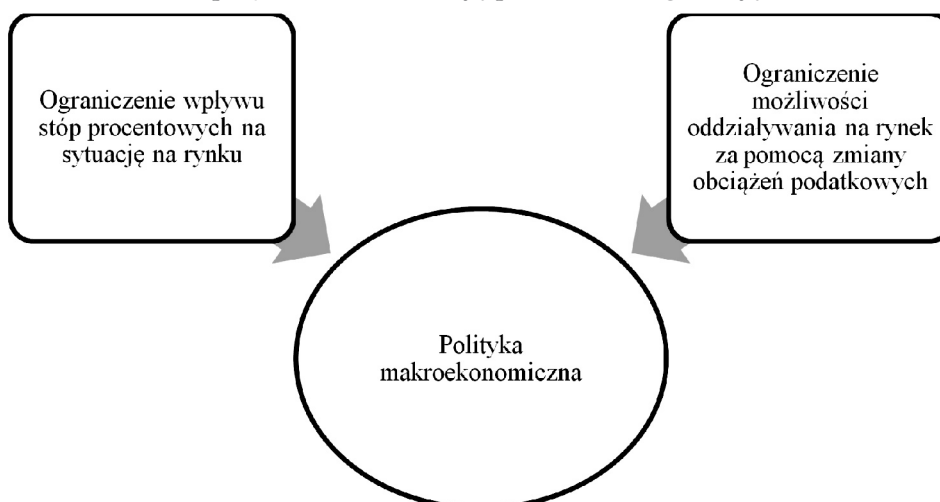 Ograniczenie wpływu
stóp procentowych na
sytuację na rynku
Ograniczenie
możliwości
oddziaływania na rynek
za pomocą zmiany
obciążeń podatkowych
Polityka
makroekonomiczna